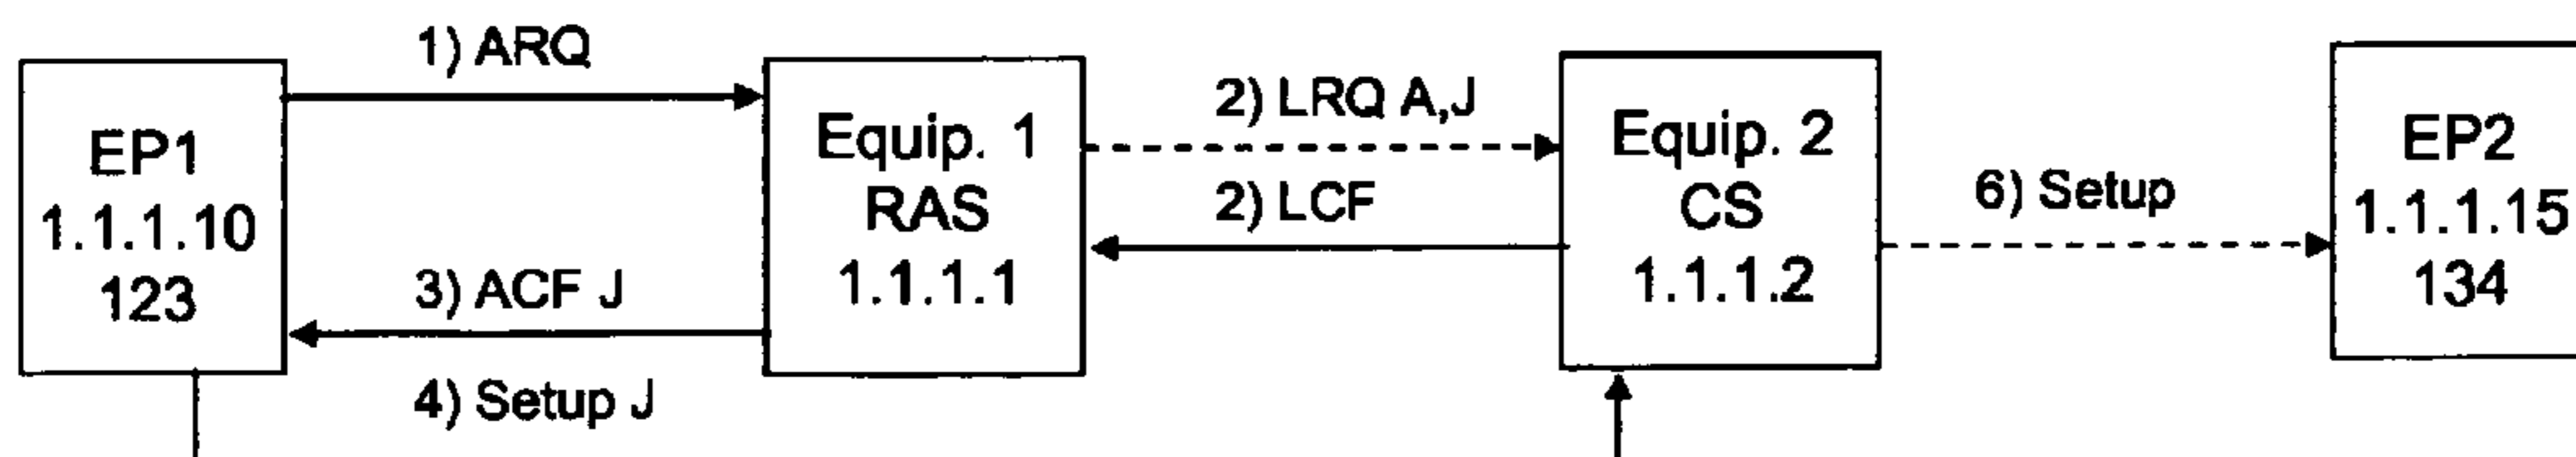 1) ARQ
EP1
1.1.1.10
123
3) ACF J
4) Setup J
Equip. 1
RAS
1.1.1.1
2) LRQ A,J
2) LCF
Equip. 2
CS
1.1.1.2
6) Setup
EP2
1.1.1.15
134